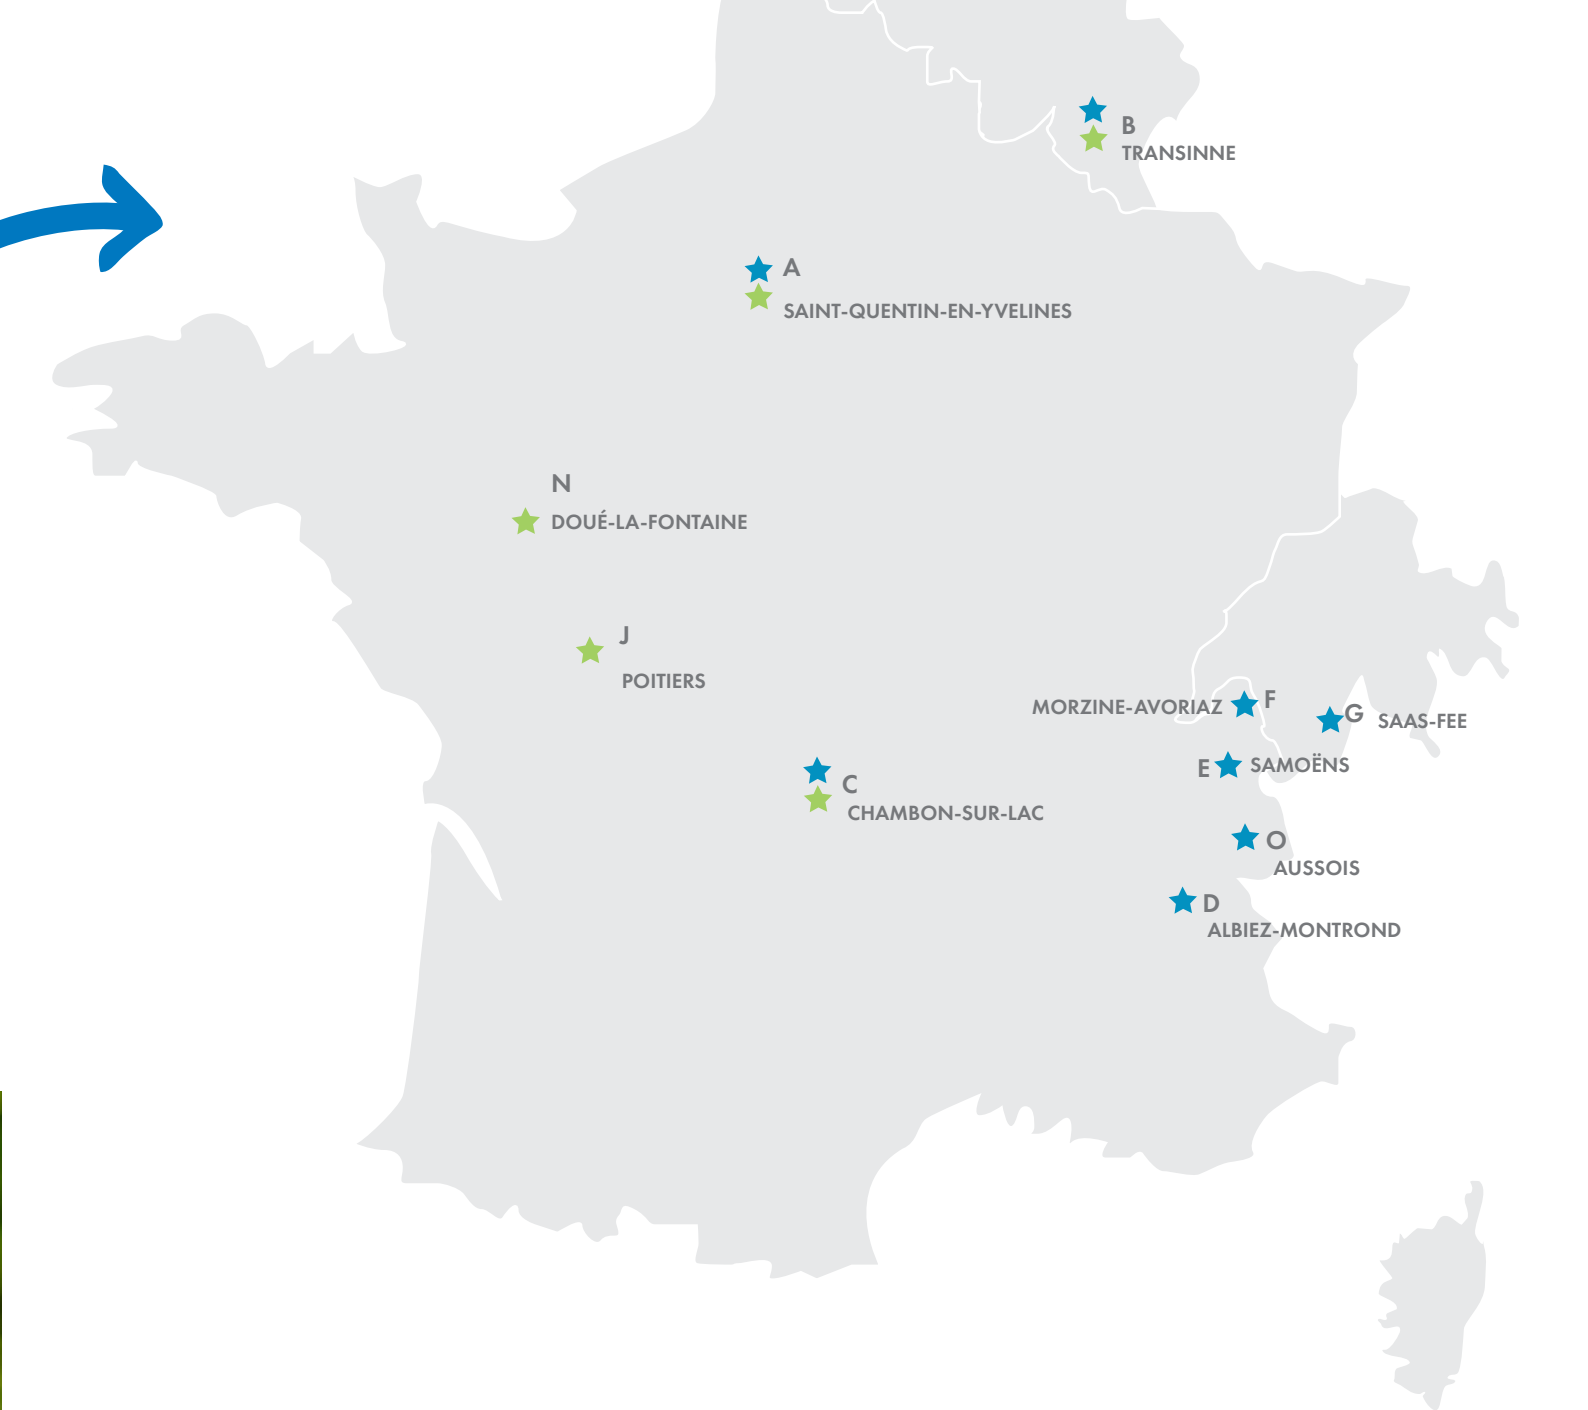 B
TRANSINNE
A
SAINT-QUENTIN-EN-YVELINES
N
DOUÉ-LA-FONTAINE
J
POITIERS
MORZINE-AVORIAZ F
G SAAS-FEE
E SAMOËNS
C
CHAMBON-SUR-LAC
O
AUSSOIS
D
ALBIEZ-MONTROND